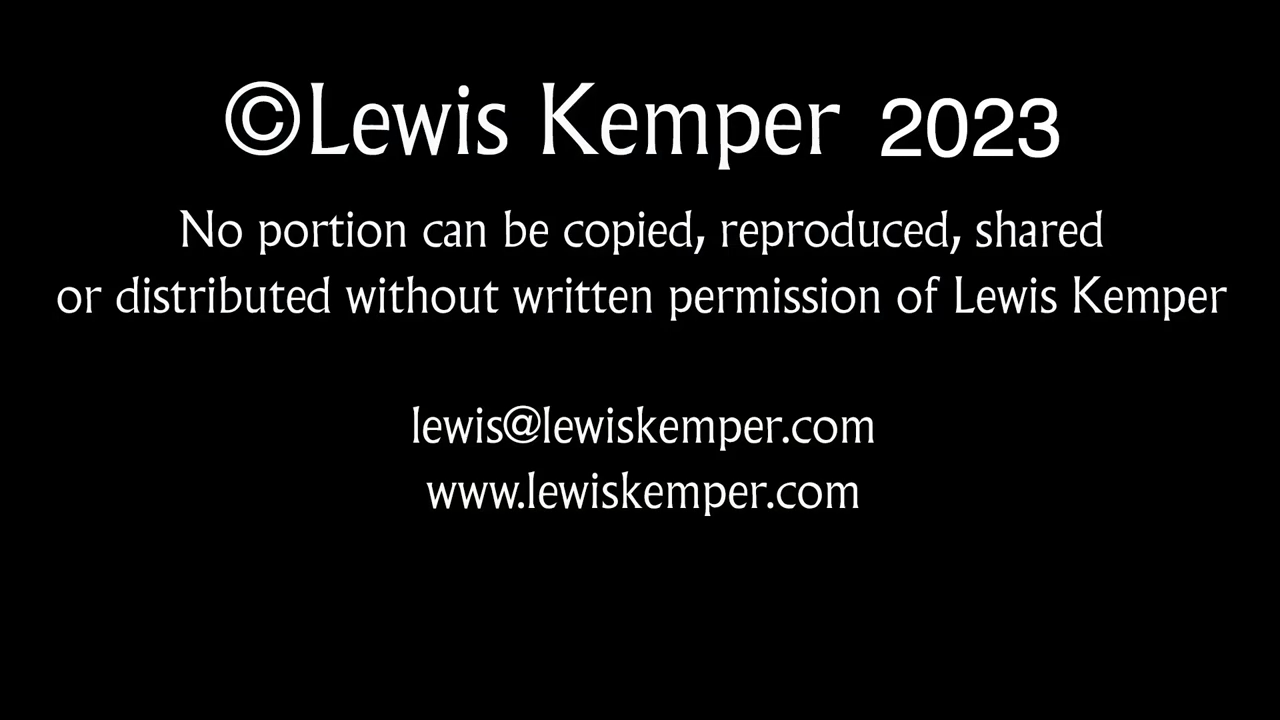 ©Lewis Kemper 2023
No portion can be copied, reproduced, shared
or distributed without written permission of Lewis Kemper
lewis@lewiskemper.com
www.lewiskemper.com